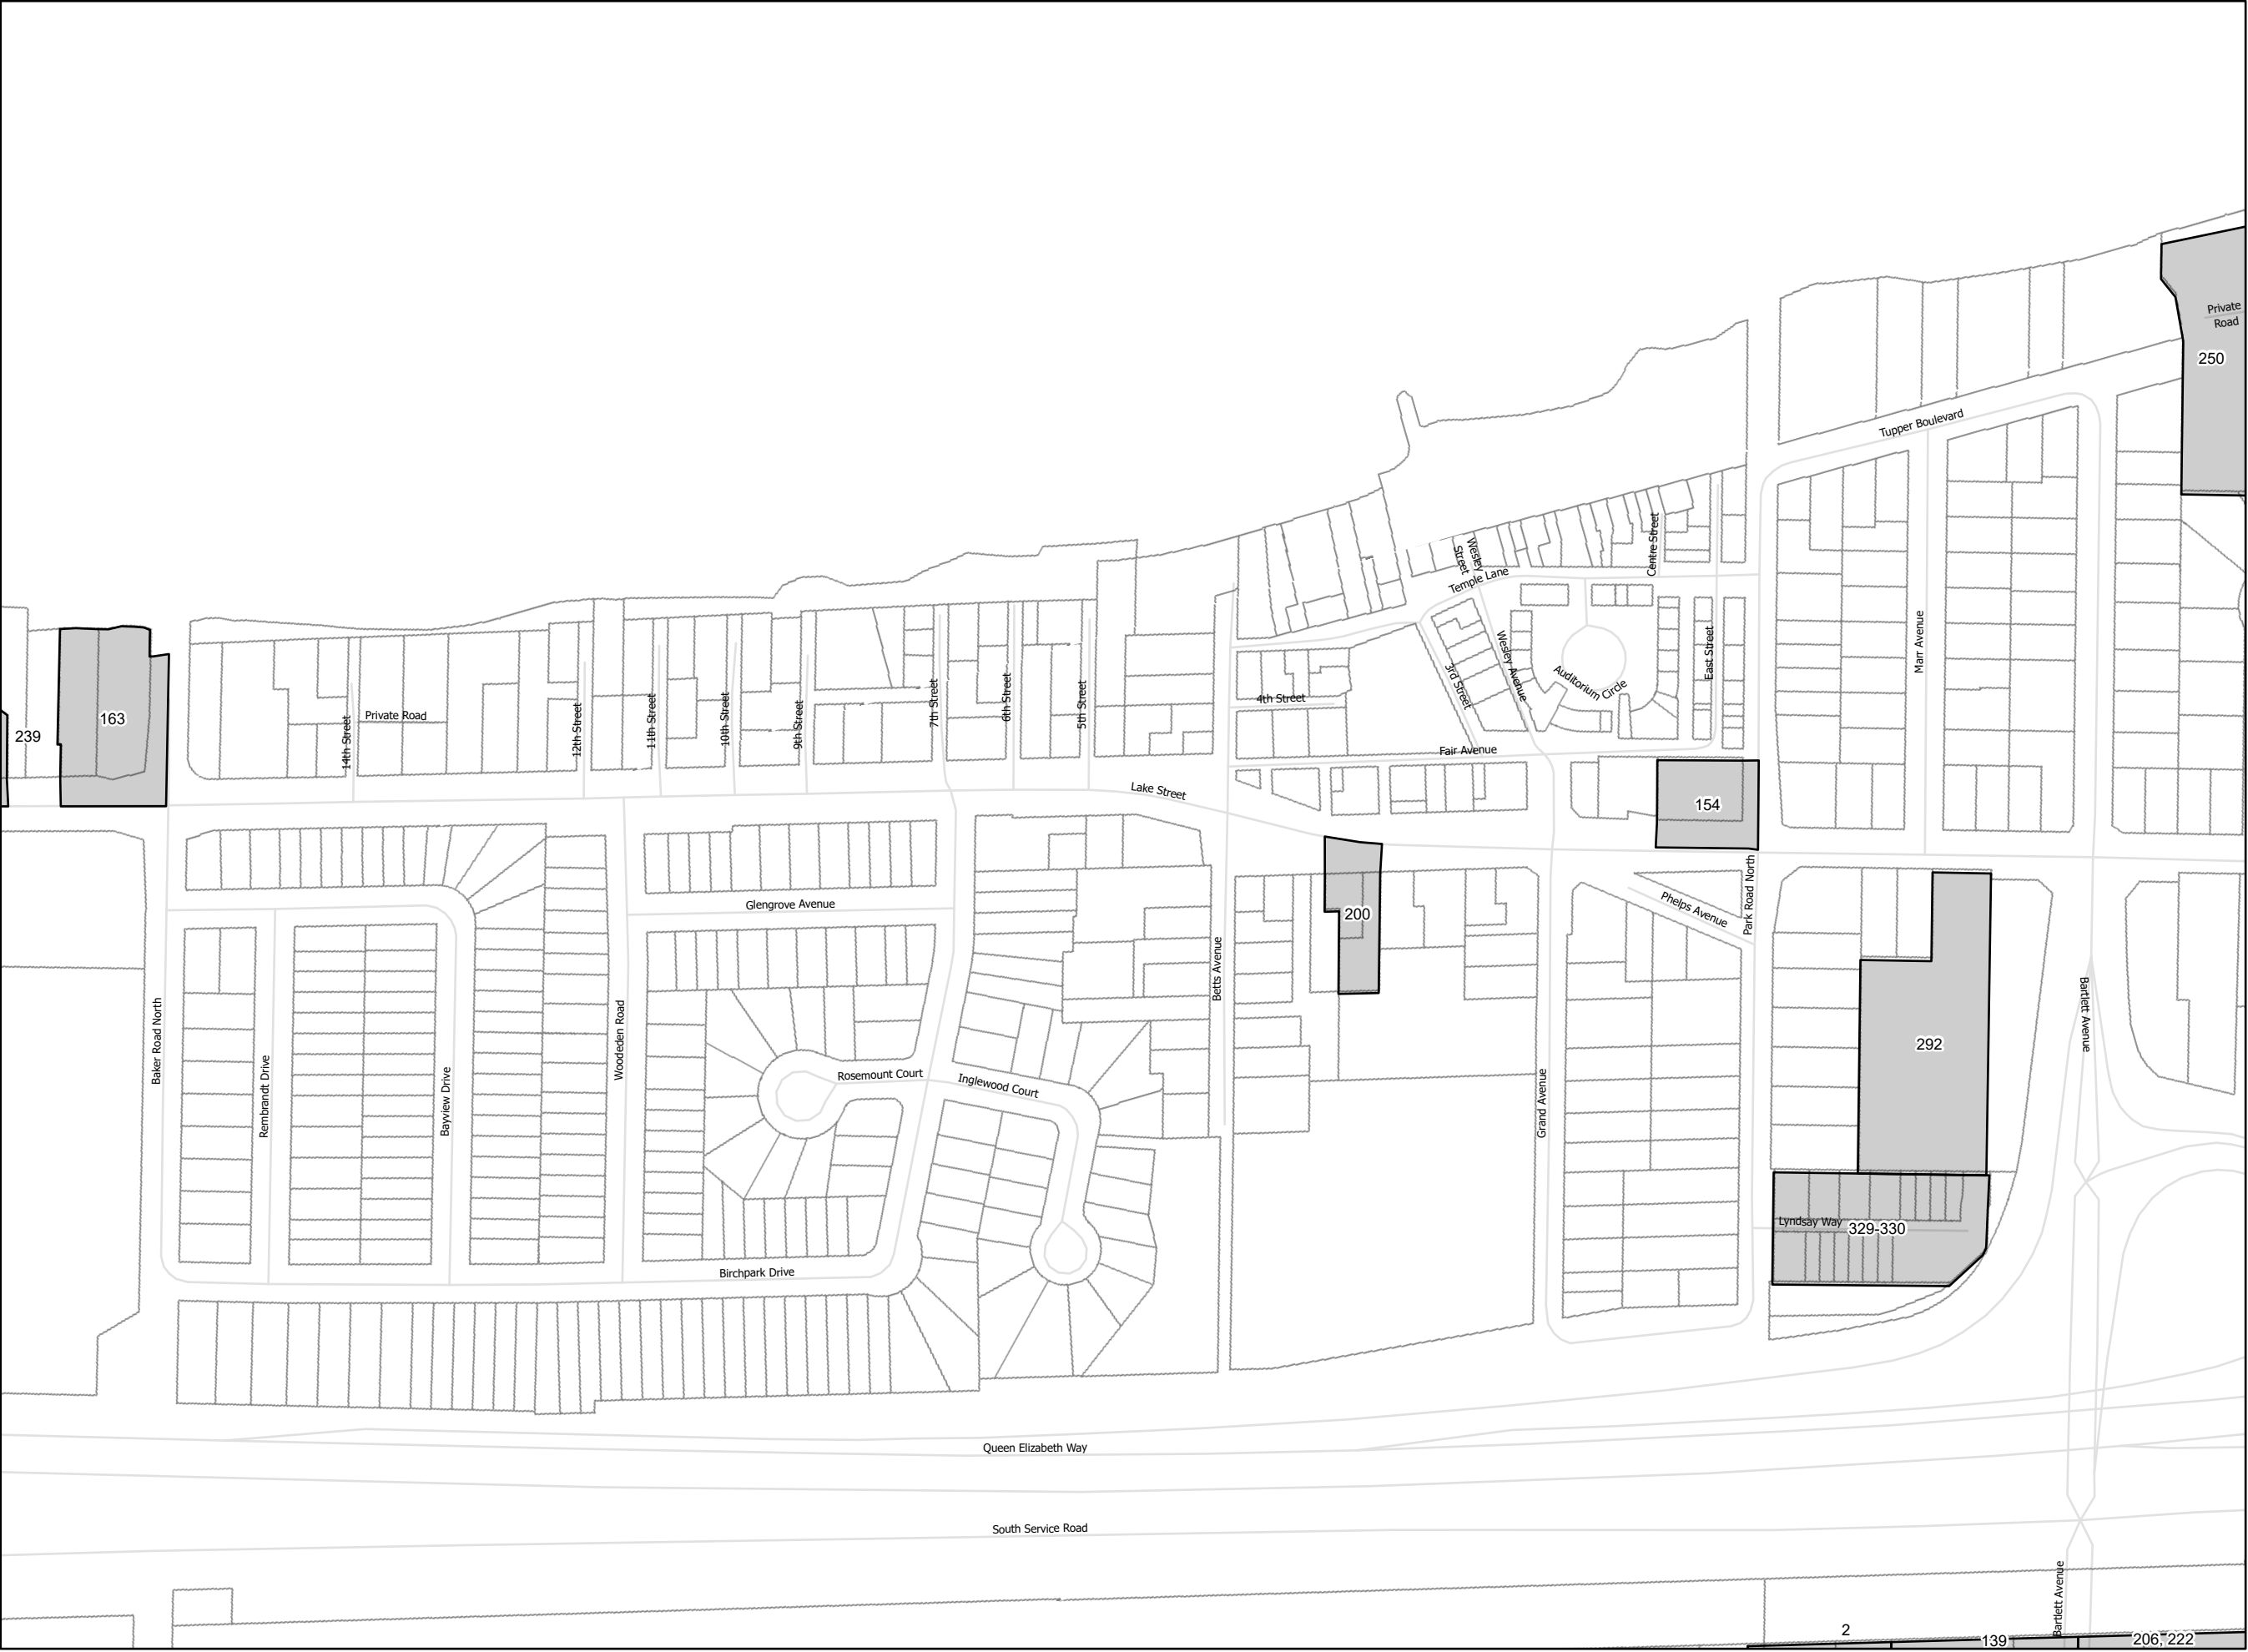 Private
Road
250
Tupper Boulevard
Wesley
Street
Centre Street
Temple Lane
Marr Avenue
East Street
Wesley Avenue
Auditorium Circle
3rd Street
4th Street
5th Street
6th Street
7th Street
9th Street
10th Street
11th Street
12th Street
14th Street
Private Road
163
239
Fair Avenue
Lake Street
154
Park Road North
Phelps Avenue
200
Glengrove Avenue
Betts Avenue
Bartlett Avenue
292
Baker Road North
Woodeden Road
Rembrandt Drive
Bayview Drive
Rosemount Court
Inglewood Court
Grand Avenue
Lyndsay Way
329-330
Birchpark Drive
Queen Elizabeth Way
South Service Road
Bartlett Avenue
2
139
206, 222